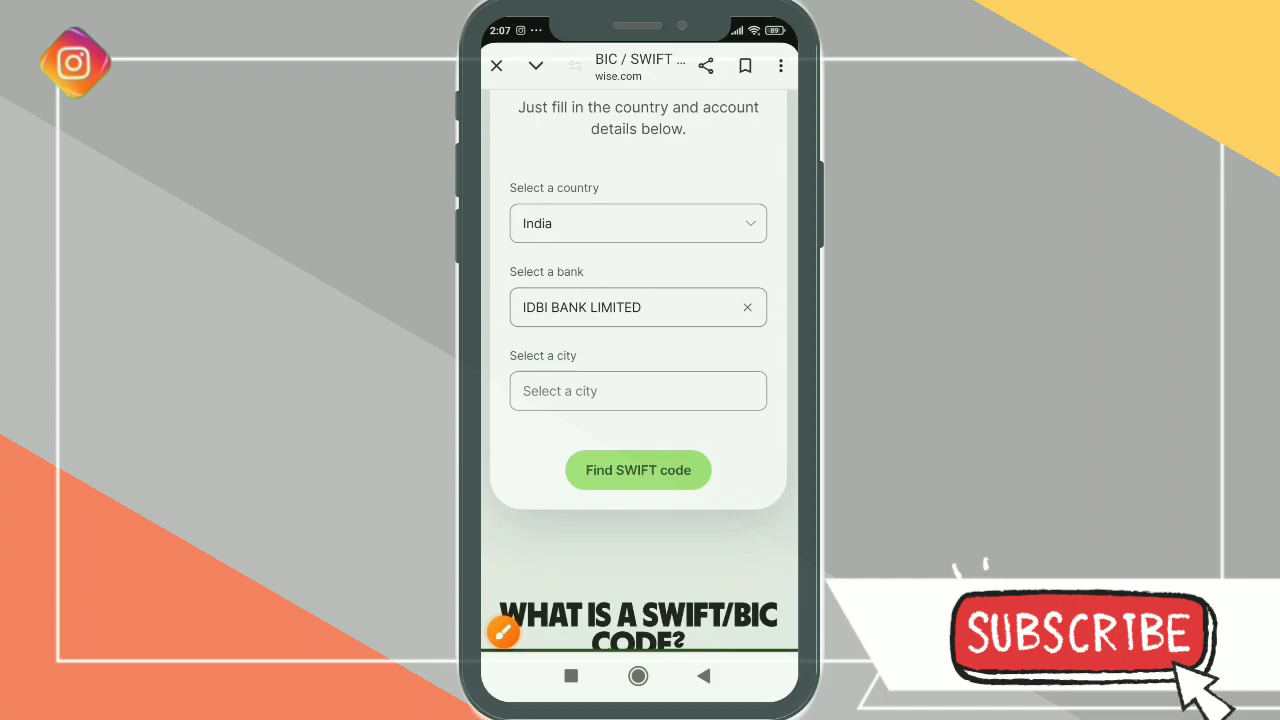 2:07
89
BIC / SWIFT ...
wise.com
Just fill in the country and account
details below.
Select a country
India
Select a bank
IDBI BANK LIMITED
Select a city
Select a city
Find SWIFT code
WHAT IS A SWIFT/BIC
CODE?
SUBSCRIBE